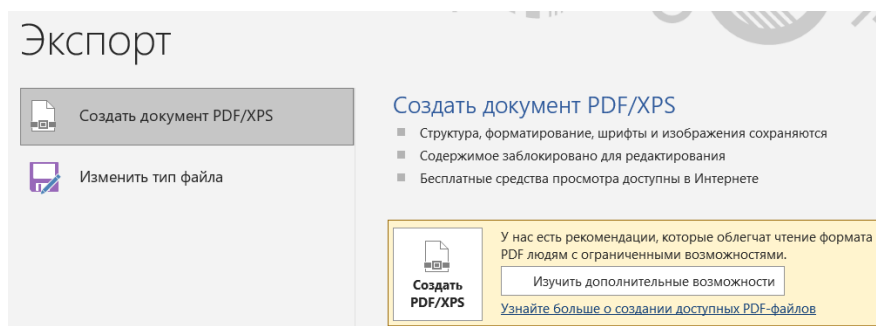 Экспорт
Создать документ PDF/XPS
Изменить тип файла
Создать документ PDF/XPS
Структура, форматирование, шрифты и изображения сохраняются
Содержимое заблокировано для редактирования
Бесплатные средства просмотра доступны в Интернете
Создать
PDF/XPS
У нас есть рекомендации, которые облегчат чтение формата
PDF людям с ограниченными возможностями.
Изучить дополнительные возможности
Узнайте больше о создании доступных PDF-файлов